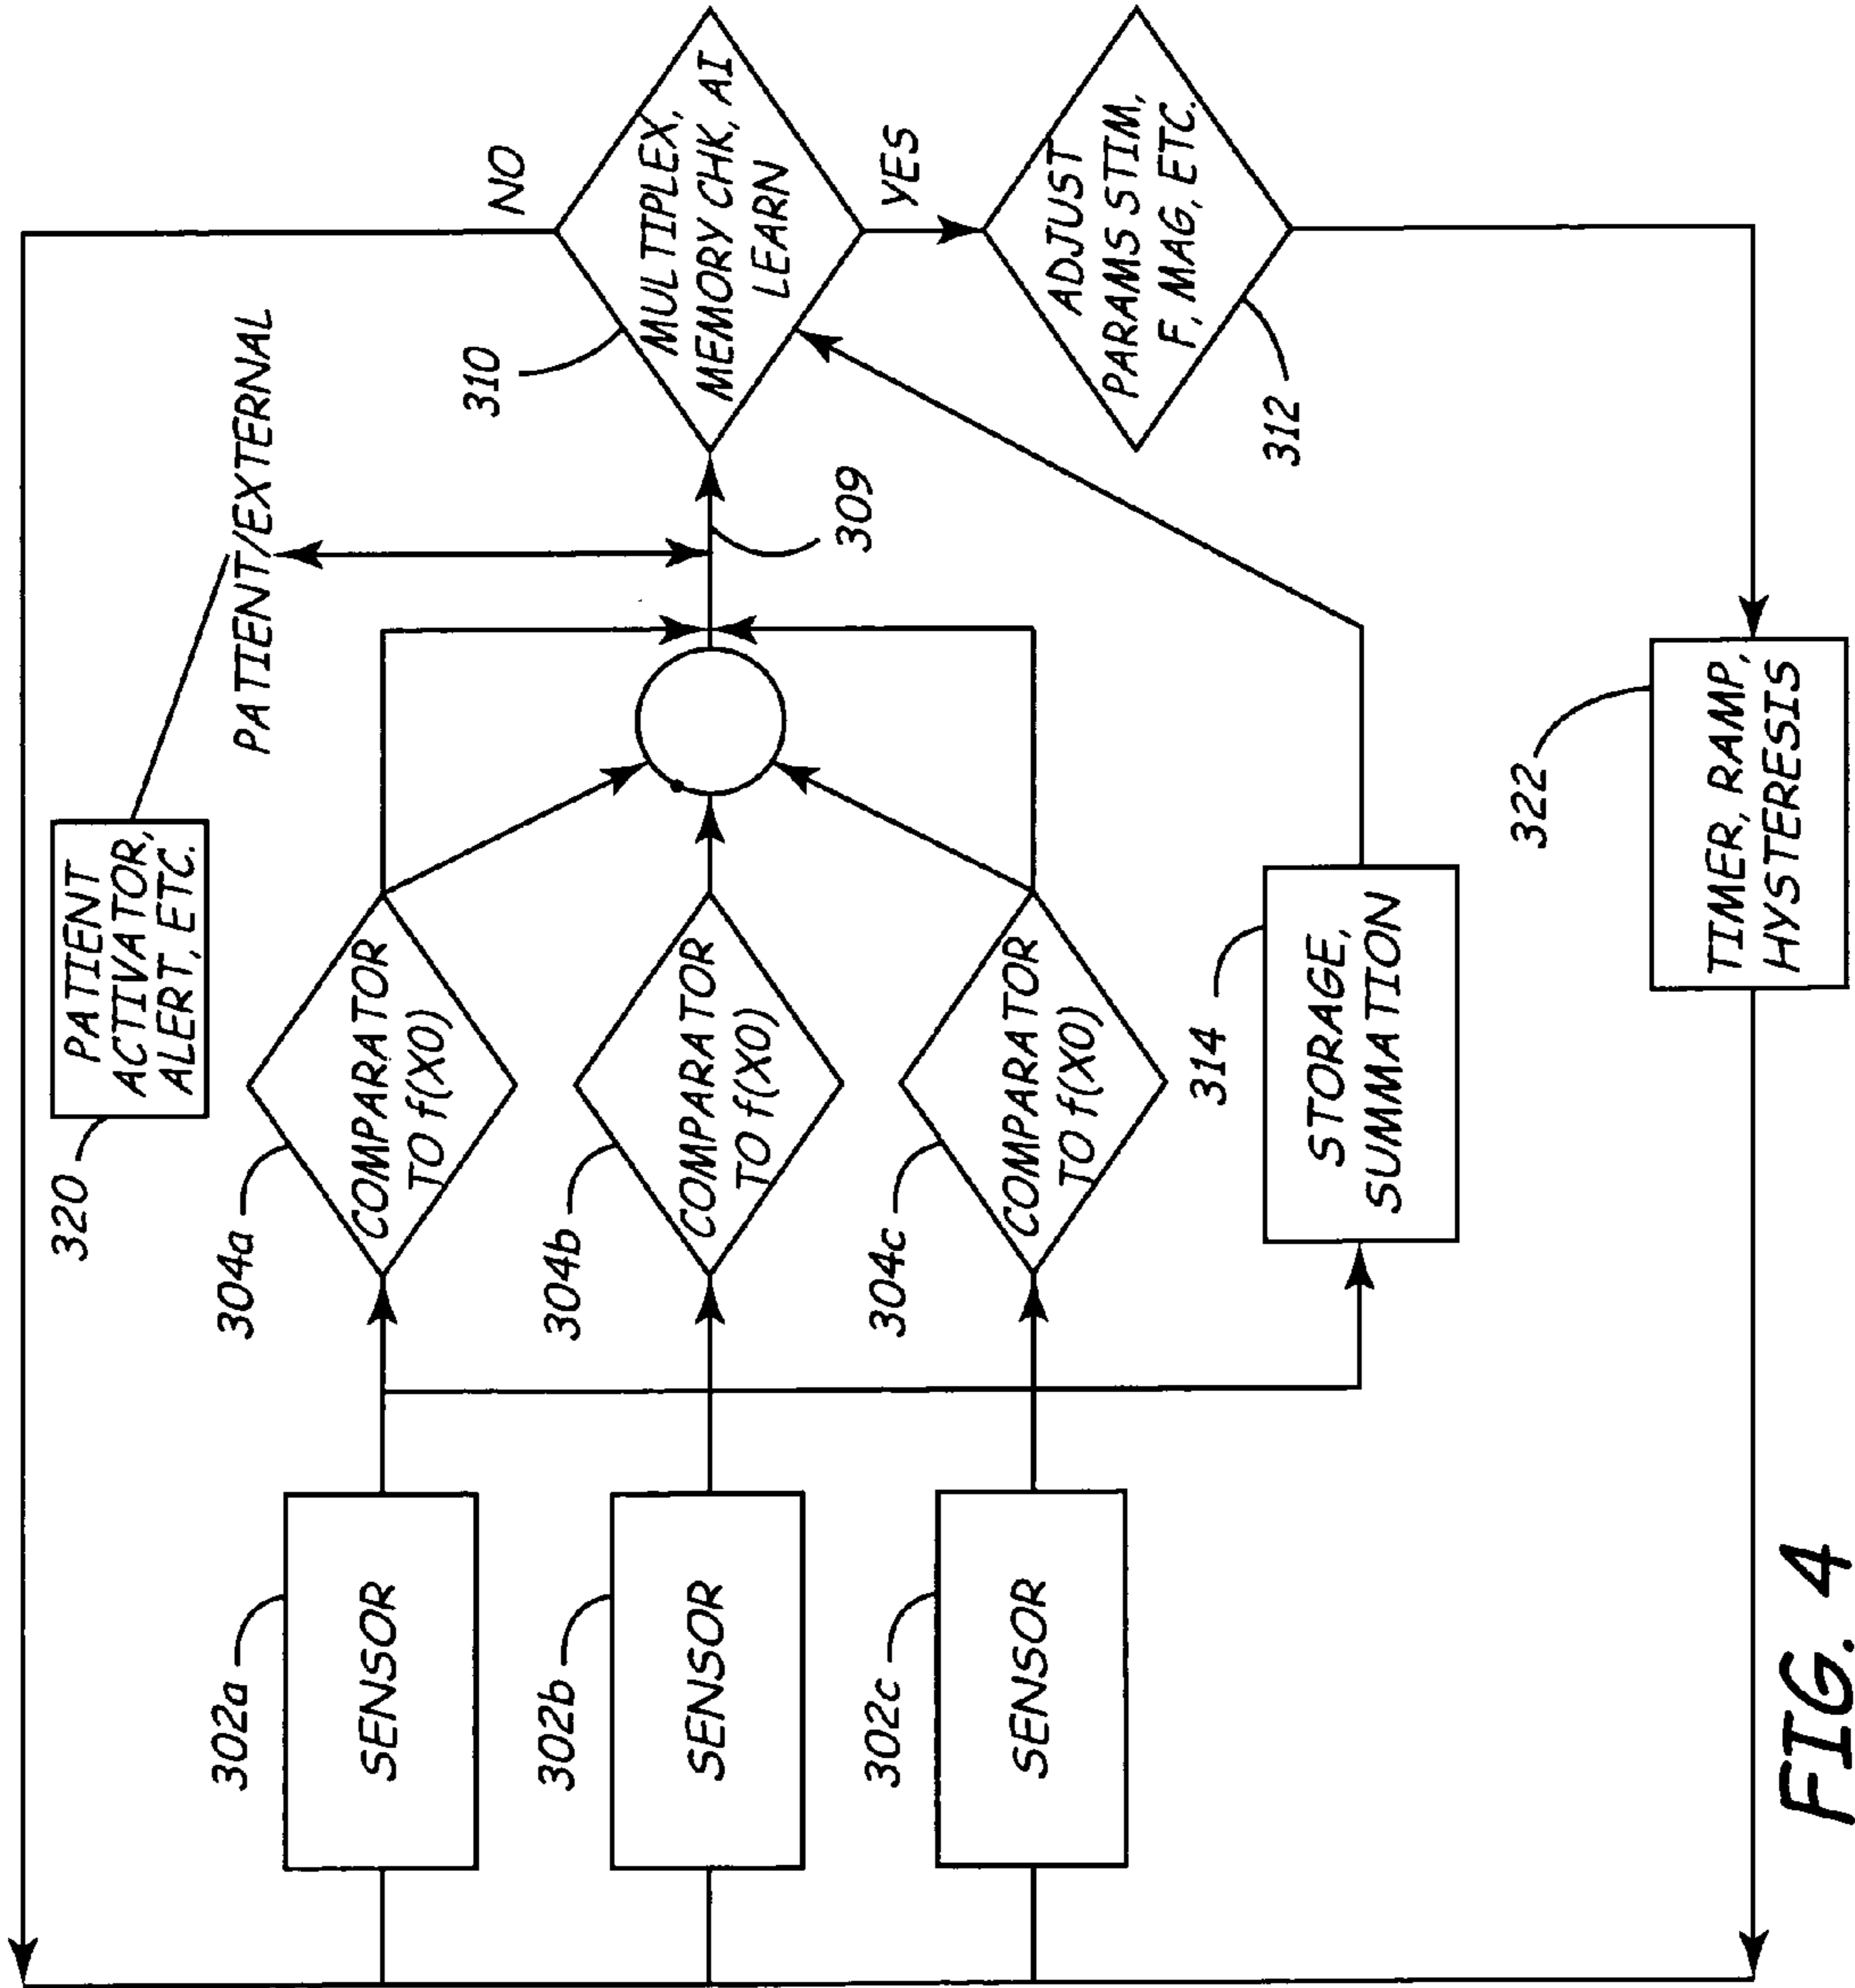 320
PATIENT
ACTIVATOR,
ALERT, ETC.
PATIENT/EXTERNAL
NO
302a
SENSOR
304a
COMPARATOR
TO f(X0)
302b
SENSOR
304b
COMPARATOR
TO f(X0)
309
310
MULTIPLEX,
MEMORY CHK, AI
LEARN
YES
302c
SENSOR
304c
COMPARATOR
TO f(X0)
312
ADJUST
PARAMS STIM,
F, MAG, ETC.
314
STORAGE,
SUMMATION
322
TIMER, RAMP,
HYSTERESIS
FIG. 4